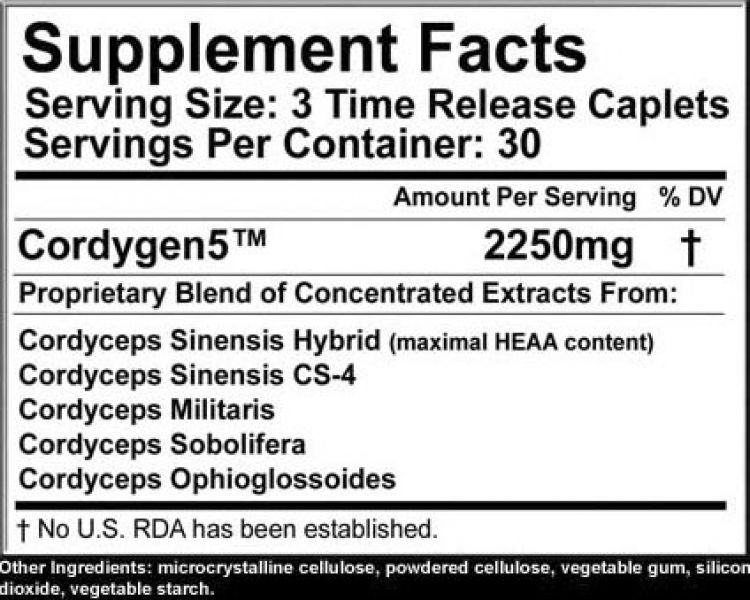 Supplement Facts
Serving Size: 3 Time Release Caplets
Servings Per Container: 30
Amount Per Serving % DV
Cordygen5™ 2250mg †
Proprietary Blend of Concentrated Extracts From:
Cordyceps Sinensis Hybrid (maximal HEAA content)
Cordyceps Sinensis CS-4
Cordyceps Militaris
Cordyceps Sobolifera
Cordyceps Ophioglossoides
† No U.S. RDA has been established.
Other Ingredients: microcrystalline cellulose, powdered cellulose, vegetable gum, silicon
dioxide, vegetable starch.